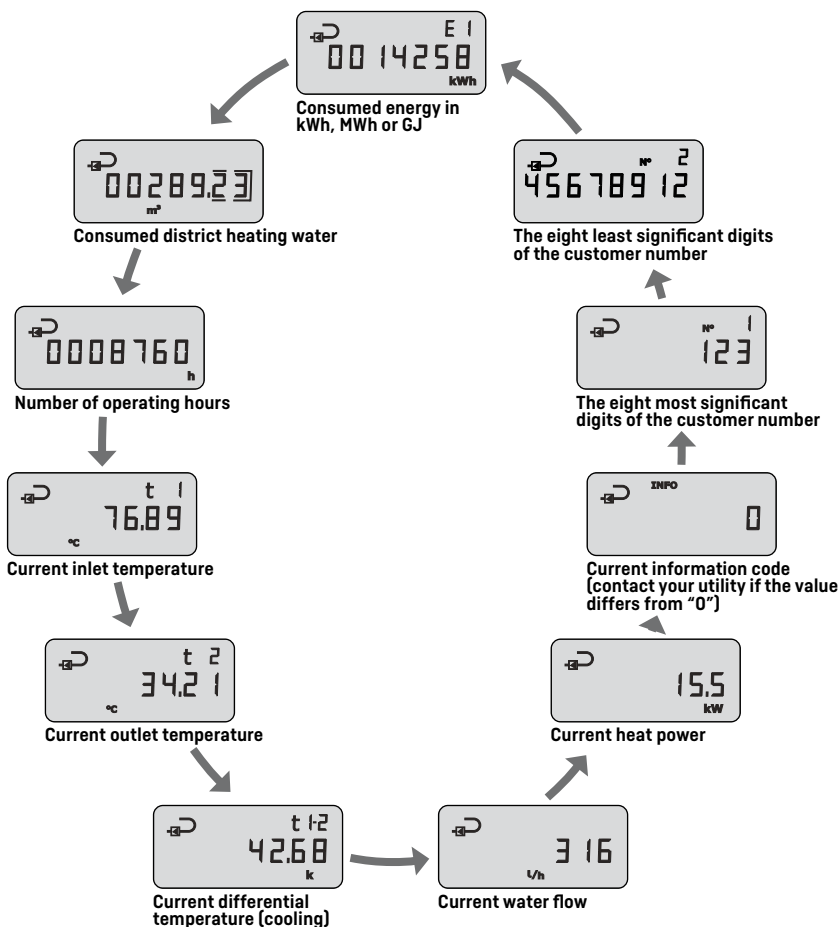 E 1
0014258
kWh
Consumed energy in
kWh, MWh or GJ
00289.23
m³
Consumed district heating water
0008760
h
Number of operating hours
t 1
76.89
°C
Current inlet temperature
t 2
34.21
°C
Current outlet temperature
t1-2
42.68
k
Current differential
temperature (cooling)
316
l/h
Current water flow
15.5
kW
Current heat power
INFO
0
Current information code
(contact your utility if the value
differs from “0”)
N° 1
123
The eight most significant
digits of the customer number
N° 2
45678912
The eight least significant digits
of the customer number